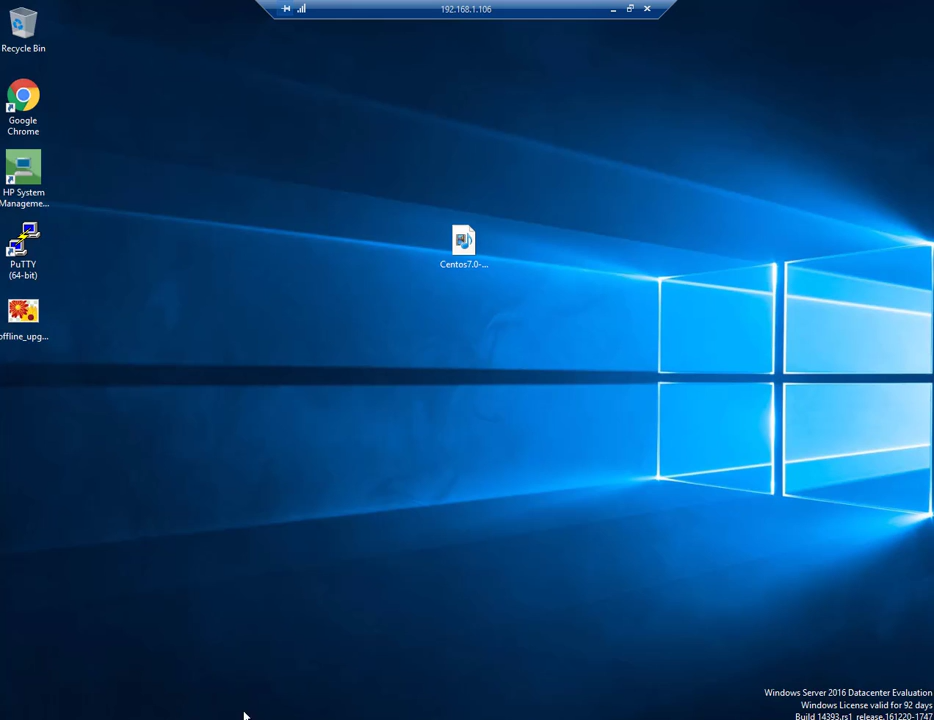 192.168.1.106
Recycle Bin
Google
Chrome
HP System
Manageme...
PuTTY
(64-bit)
offline_upg...
Centos7.0-...
Windows Server 2016 Datacenter Evaluation
Windows License valid for 92 days
Build 14393.rs1_release.161220-1747